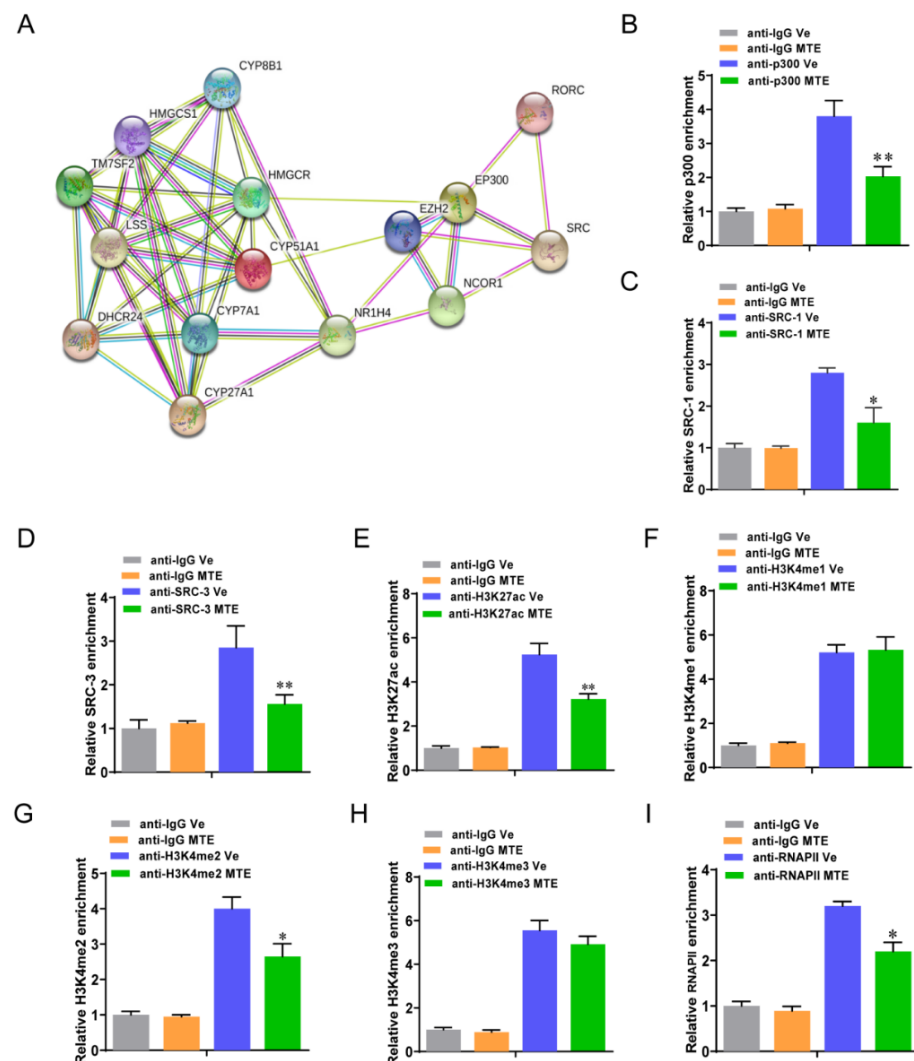 A
CYP8B1
HMGCS1
TM7SF2
HMGCR
LSS
CYP51A1
DHCR24
CYP7A1
CYP27A1
NR1H4
RORC
EP300
EZH2
SRC
NCOR1
B
anti-IgG Ve
anti-IgG MTE
anti-p300 Ve
anti-p300 MTE
Relative p300 enrichment
5
4
3
2
1
0
**
C
anti-IgG Ve
anti-IgG MTE
anti-SRC-1 Ve
anti-SRC-1 MTE
Relative SRC-1 enrichment
4
3
2
1
0
*
D
anti-IgG Ve
anti-IgG MTE
anti-SRC-3 Ve
anti-SRC-3 MTE
Relative SRC-3 enrichment
4
3
2
1
0
**
E
anti-IgG Ve
anti-IgG MTE
anti-H3K27ac Ve
anti-H3K27ac MTE
Relative H3K27ac enrichment
8
6
4
2
0
**
F
anti-IgG Ve
anti-IgG MTE
anti-H3K4me1 Ve
anti-H3K4me1 MTE
Relative H3K4me1 enrichment
8
6
4
2
0
G
anti-IgG Ve
anti-IgG MTE
anti-H3K4me2 Ve
anti-H3K4me2 MTE
Relative H3K4me2 enrichment
5
4
3
2
1
0
*
H
anti-IgG Ve
anti-IgG MTE
anti-H3K4me3 Ve
anti-H3K4me3 MTE
Relative H3K4me3 enrichment
8
6
4
2
0
I
anti-IgG Ve
anti-IgG MTE
anti-RNAPII Ve
anti-RNAPII MTE
Relative RNAPII enrichment
4
3
2
1
0
*